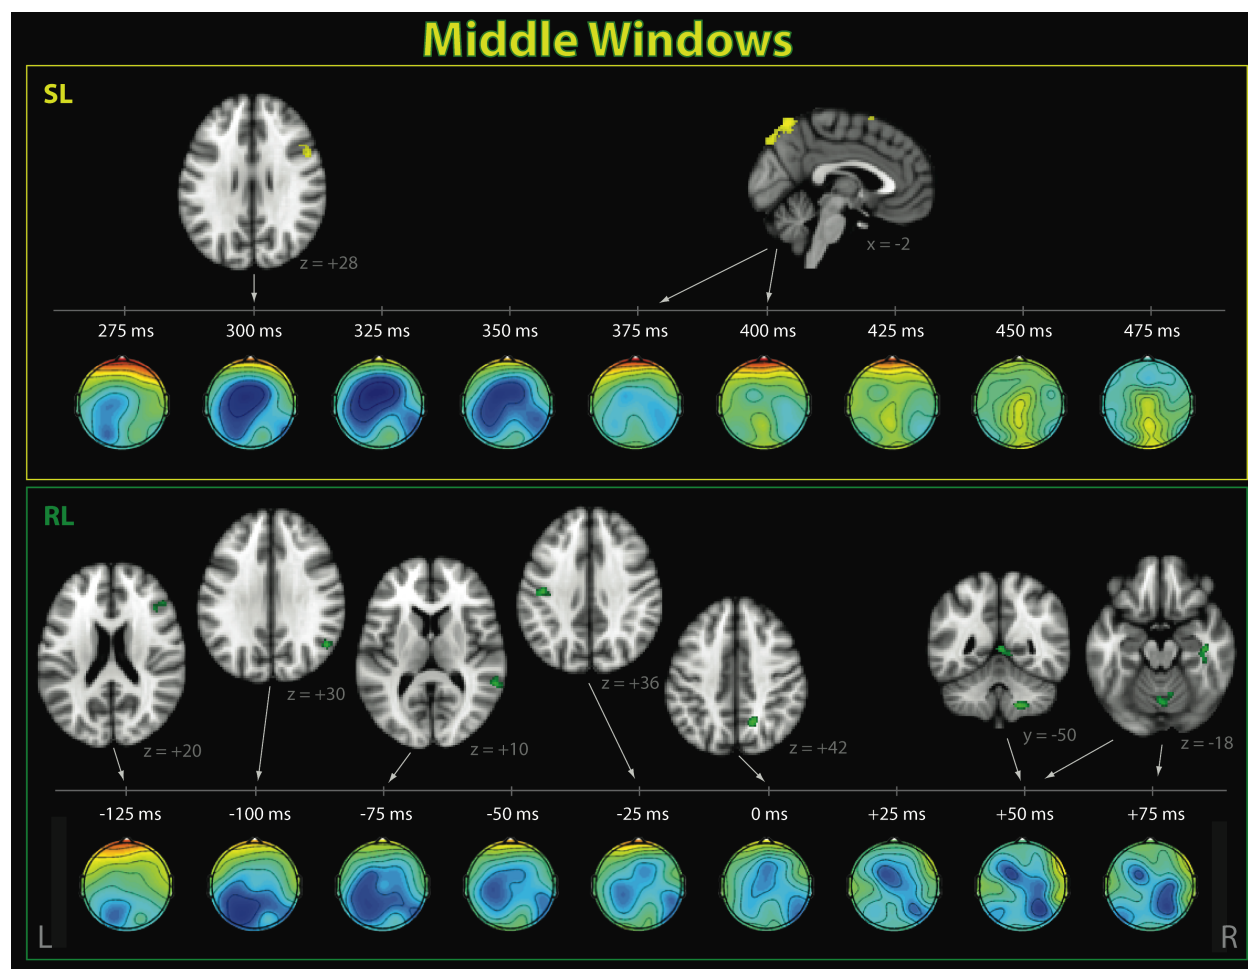 Middle Windows
SL
z = +28
x = -2
275 ms 300 ms 325 ms 350 ms 375 ms 400 ms 425 ms 450 ms 475 ms
RL
z = +20
z = +30
z = +10
z = +36
z = +42
y = -50
z = -18
-125 ms -100 ms -75 ms -50 ms -25 ms 0 ms +25 ms +50 ms +75 ms
L R